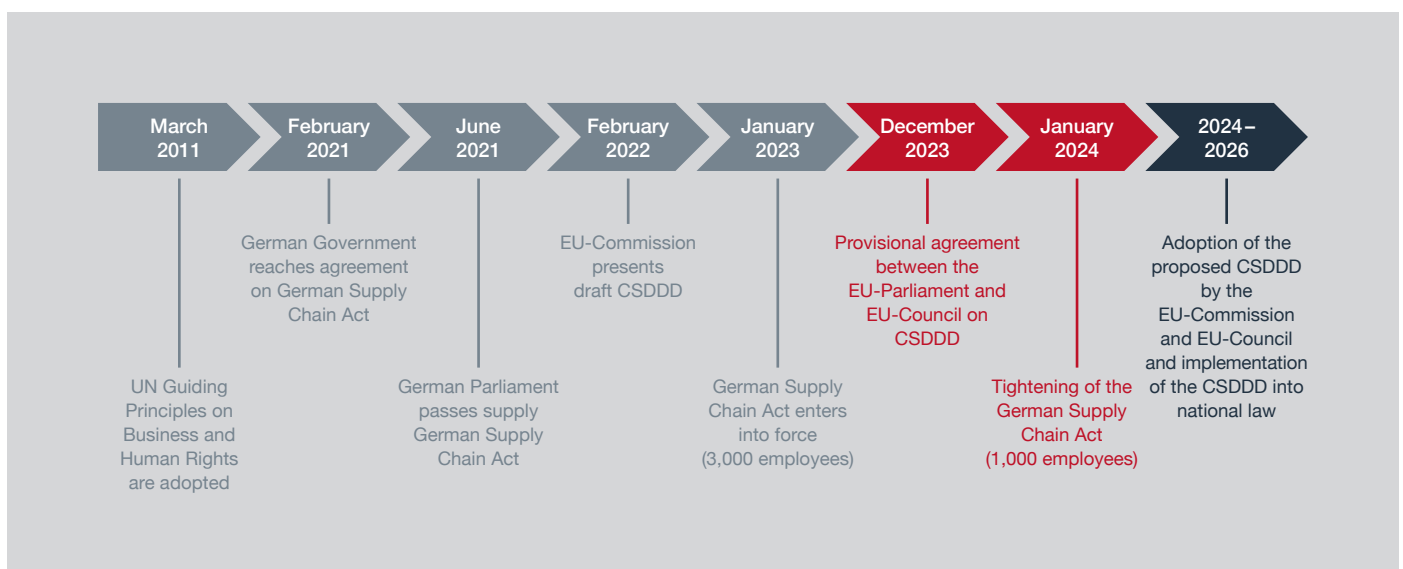 March
2011
February
2021
June
2021
February
2022
January
2023
December
2023
January
2024
2024–
2026
German Government
reaches agreement
on German Supply
Chain Act
EU-Commission
presents
draft CSDDD
Provisional agreement
between the
EU-Parliament and
EU-Council on
CSDDD
Adoption of the
proposed CSDDD
by the
EU-Commission
and EU-Council
and implementation
of the CSDDD into
national law
UN Guiding
Principles on
Business and
Human Rights
are adopted
German Parliament
passes supply
German Supply
Chain Act
German Supply
Chain Act enters
into force
(3,000 employees)
Tightening of the
German Supply
Chain Act
(1,000 employees)